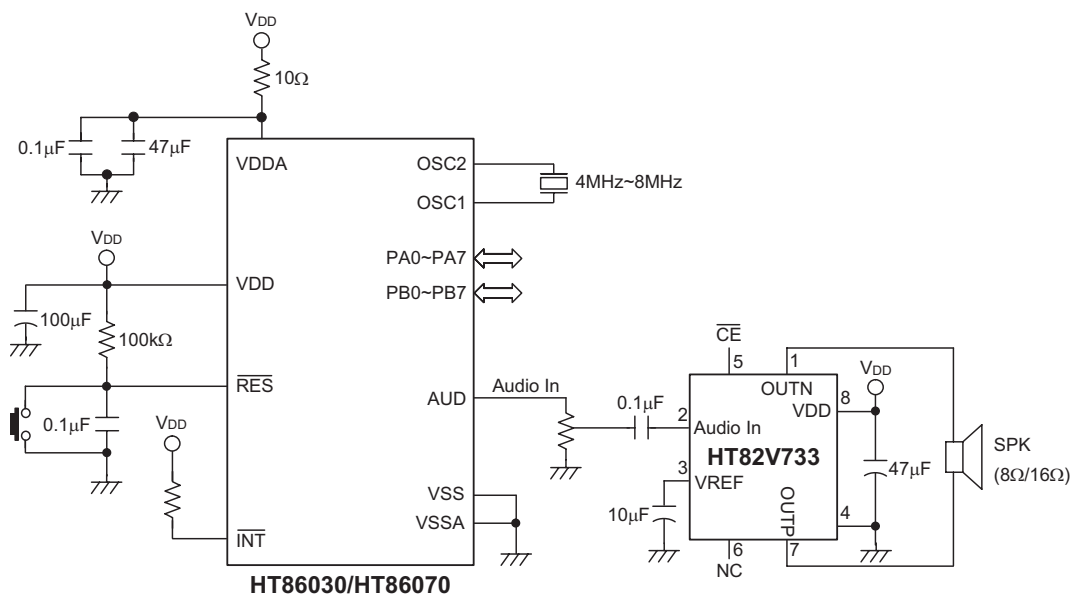 VDD
10Ω
0.1μF
47μF
VDDA
OSC2
OSC1
4MHz~8MHz
VDD
PA0~PA7
PB0~PB7
VDD
100μF
100kΩ
RES
0.1μF
VDD
INT
AUD
Audio In
VSS
VSSA
HT86030/HT86070
0.1μF
CE
5
1
OUTN
VDD
8
VDD
2
Audio In
HT82V733
3
VREF
10μF
OUTP
4
47μF
6
NC
7
SPK
(8Ω/16Ω)